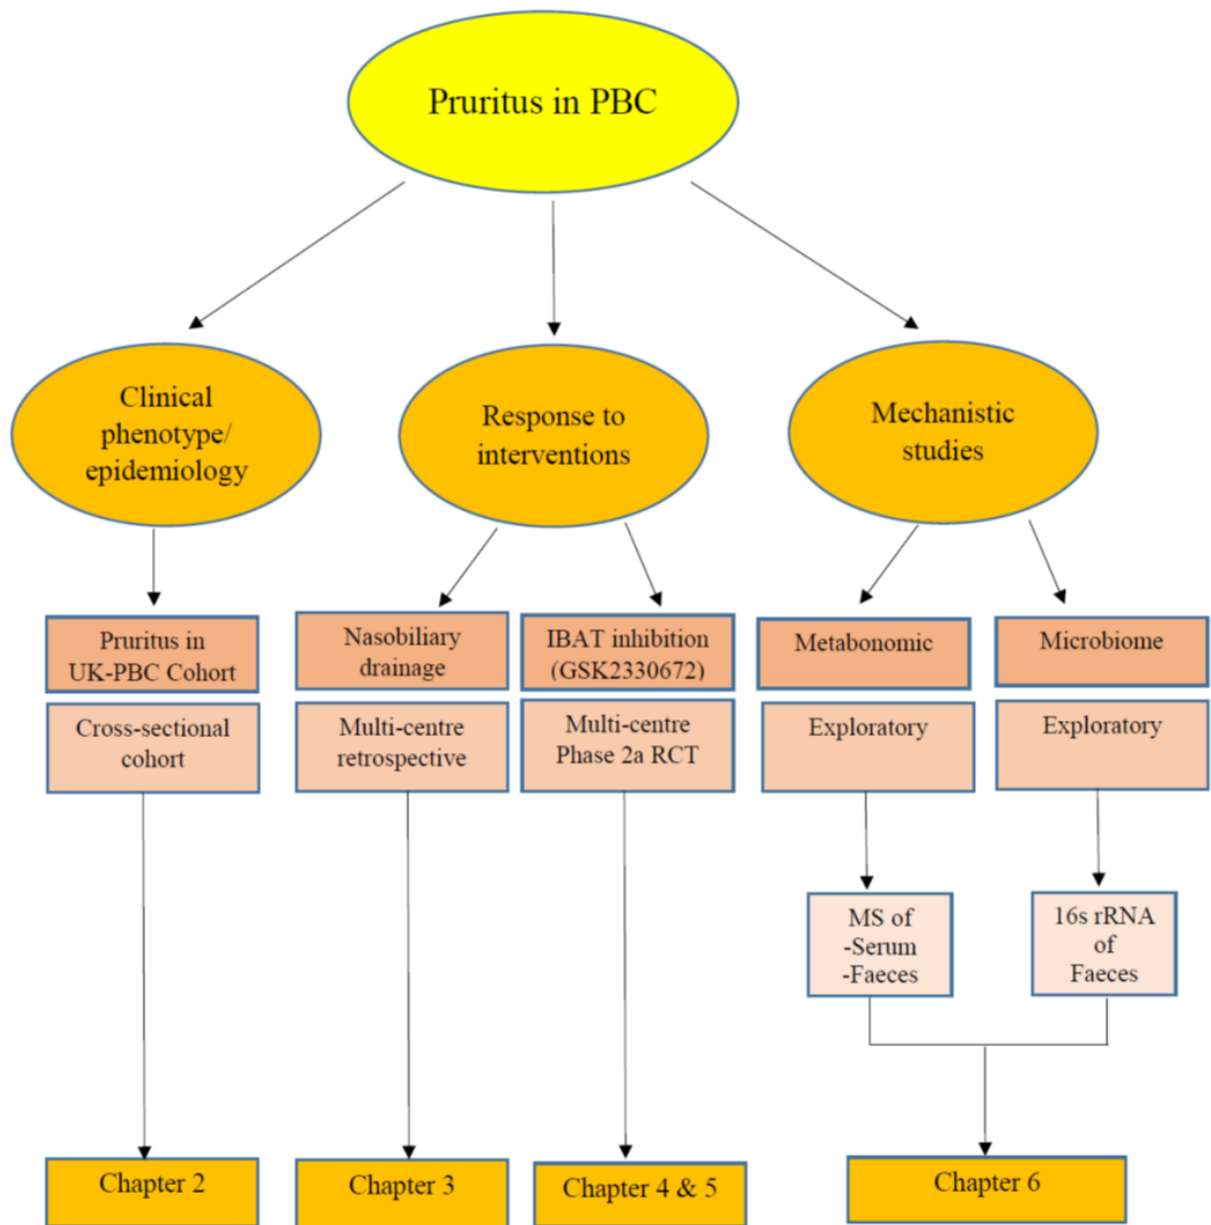 Pruritus in PBC
Clinical
phenotype/
epidemiology
Response to
interventions
Mechanistic
studies
Pruritus in
UK-PBC Cohort
Nasobiliary
drainage
IBAT inhibition
(GSK2330672)
Metabonomic
Microbiome
Cross-sectional
cohort
Multi-centre
retrospective
Multi-centre
Phase 2a RCT
Exploratory
Exploratory
MS of
-Serum
-Faeces
16s rRNA
of
Faeces
Chapter 2
Chapter 3
Chapter 4 & 5
Chapter 6